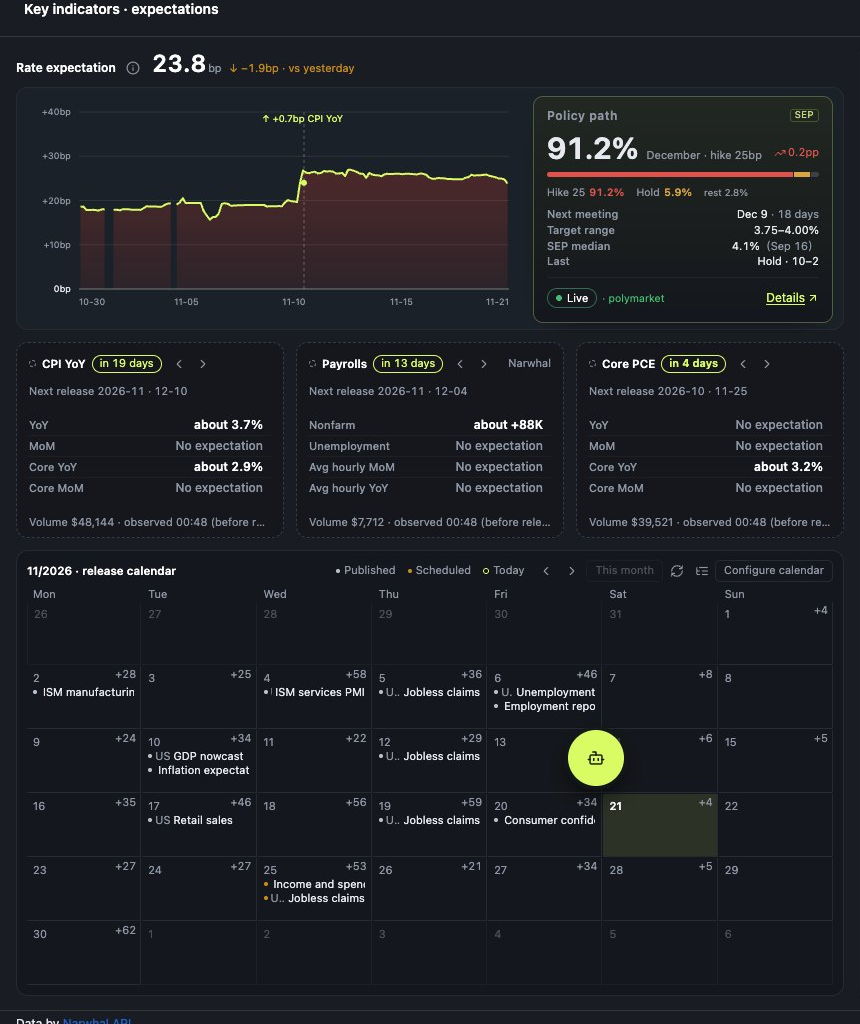 Key indicators · expectations
Rate expectation 23.8 bp ↓ −1.9bp · vs yesterday
+40bp
+30bp
+20bp
+10bp
0bp
↑ +0.7bp CPI YoY
10-30 11-05 11-10 11-15 11-21
Policy path SEP
91.2% December · hike 25bp 0.2pp
Hike 25 91.2% Hold 5.9% rest 2.8%
Next meeting Dec 9 · 18 days
Target range 3.75–4.00%
SEP median 4.1% (Sep 16)
Last Hold · 10–2
Live · polymarket Details ↗
CPI YoY in 19 days
Next release 2026-11 · 12-10
YoY about 3.7%
MoM No expectation
Core YoY about 2.9%
Core MoM No expectation
Volume $48,144 · observed 00:48 (before r...
Payrolls in 13 days Narwhal
Next release 2026-11 · 12-04
Nonfarm about +88K
Unemployment No expectation
Avg hourly MoM No expectation
Avg hourly YoY No expectation
Volume $7,712 · observed 00:48 (before rele...
Core PCE in 4 days
Next release 2026-10 · 11-25
YoY No expectation
MoM No expectation
Core YoY about 3.2%
Core MoM No expectation
Volume $39,521 · observed 00:48 (before re...
11/2026 · release calendar Published Scheduled Today This month Configure calendar
Mon Tue Wed Thu Fri Sat Sun
26 27 28 29 30 31 1 +4
2 +28 3 +25 4 +58 5 +36 6 +46 7 +8 8
ISM manufacturin ISM services PMI U.. Jobless claims U. Unemployment
Employment repo
9 +24 10 +34 11 +22 12 +29 13 +6 15 +5
US GDP nowcast U.. Jobless claims
Inflation expectat
16 +35 17 +46 18 +56 19 +59 20 +34 21 +4 22
US Retail sales U.. Jobless claims Consumer confid
23 +27 24 +27 25 +53 26 +21 27 +34 28 +5 29
Income and spen
U.. Jobless claims
30 +62 1 2 3 4 5 6
Data by Narwhal API